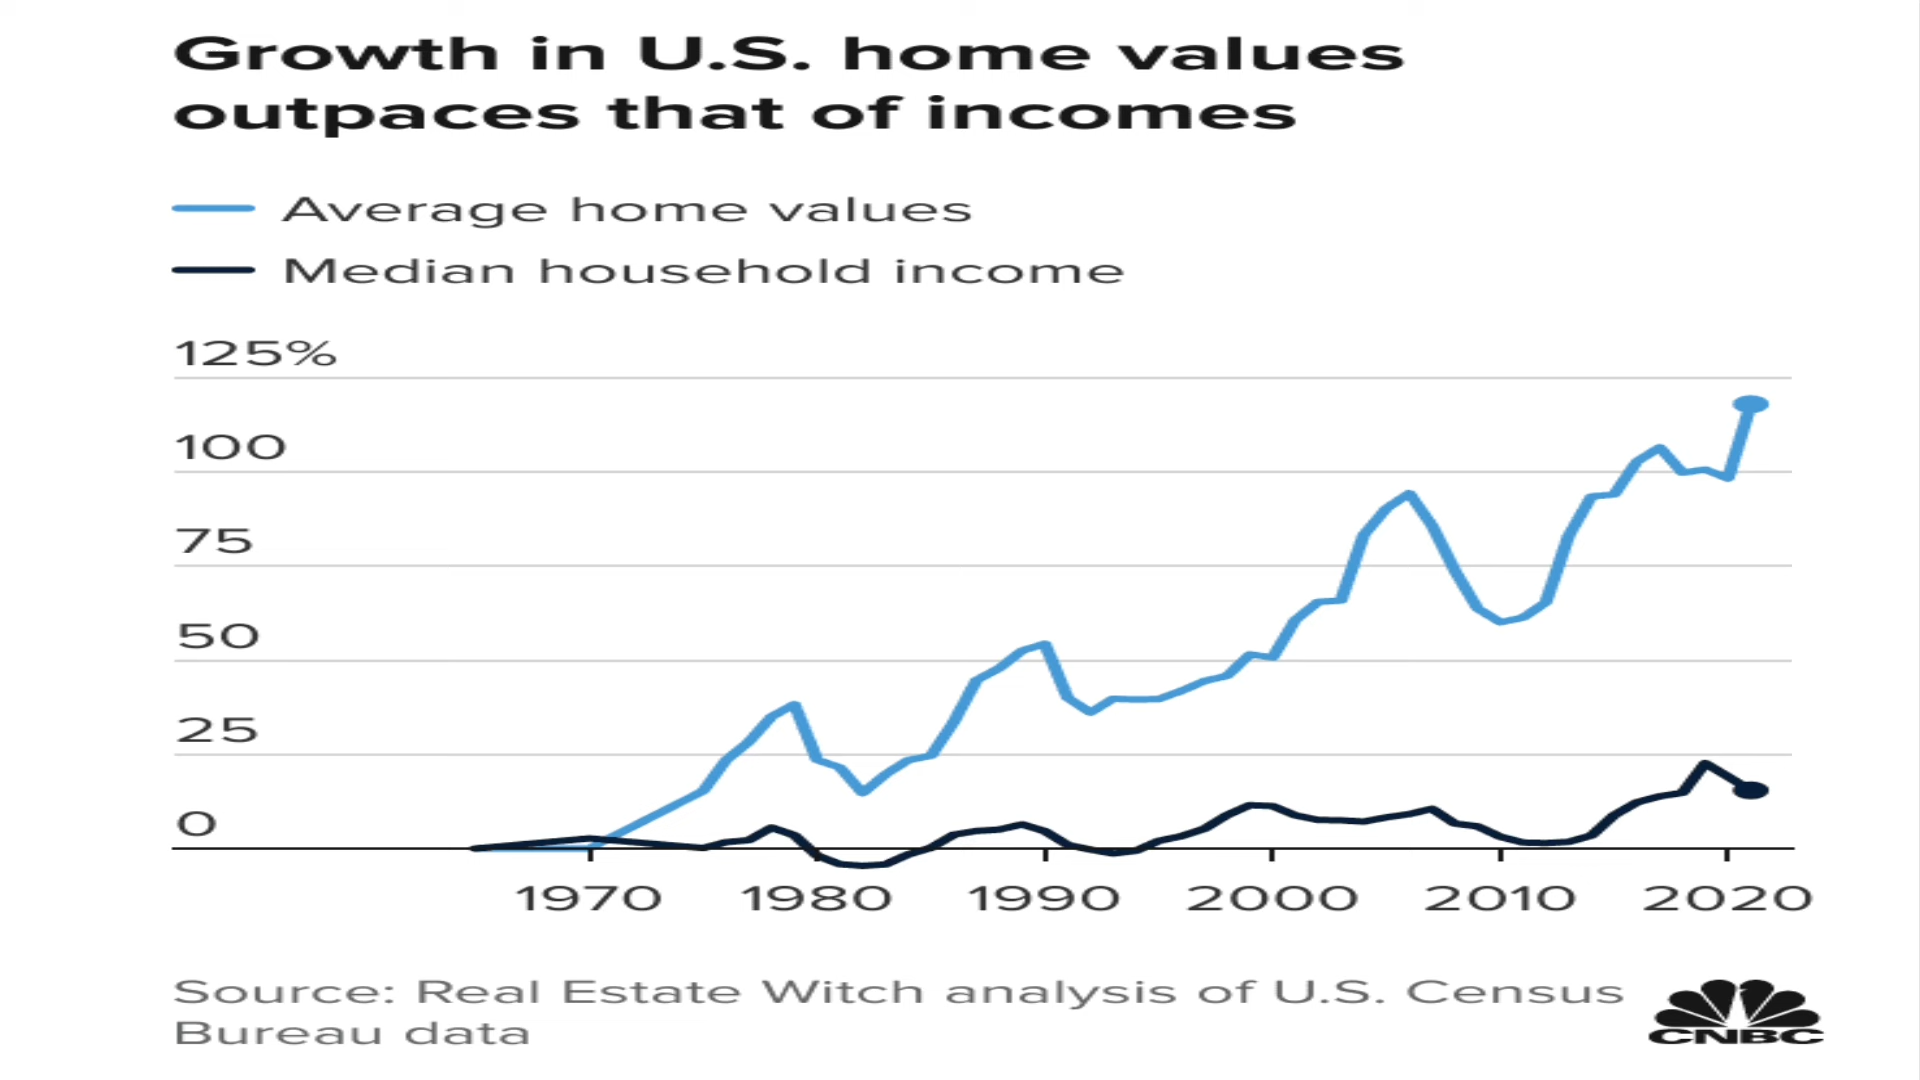 Growth in U.S. home values
outpaces that of incomes
Average home values
Median household income
125%
100
75
50
25
0
1970 1980 1990 2000 2010 2020
Source: Real Estate Witch analysis of U.S. Census
Bureau data
CNBC